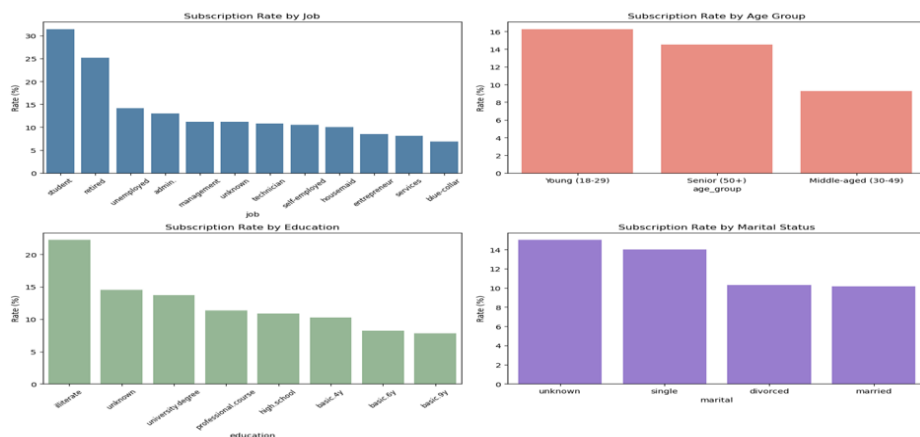 Subscription Rate by Job
Rate (%)
30
25
20
15
10
5
0
student
retired
unemployed
admin.
management
unknown
technician
self-employed
housemaid
entrepreneur
services
blue-collar
job
Subscription Rate by Age Group
Rate (%)
16
14
12
10
8
6
4
2
0
Young (18-29)
Senior (50+)
Middle-aged (30-49)
age_group
Subscription Rate by Education
Rate (%)
20
15
10
5
0
illiterate
unknown
university.degree
professional.course
high.school
basic.4y
basic.6y
basic.9y
education
Subscription Rate by Marital Status
Rate (%)
14
12
10
8
6
4
2
0
unknown
single
divorced
married
marital